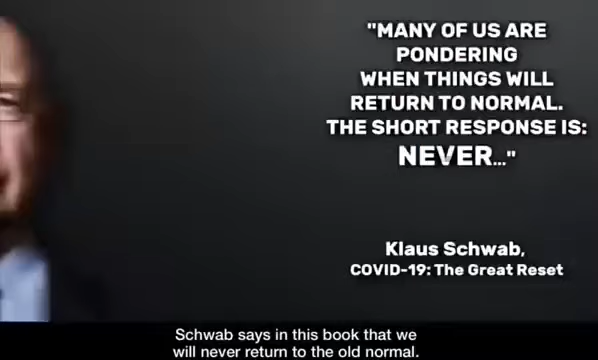 "MANY OF US ARE
PONDERING
WHEN THINGS WILL
RETURN TO NORMAL.
THE SHORT RESPONSE IS:
NEVER..."
Klaus Schwab,
COVID-19: The Great Reset
Schwab says in this book that we
will never return to the old normal.